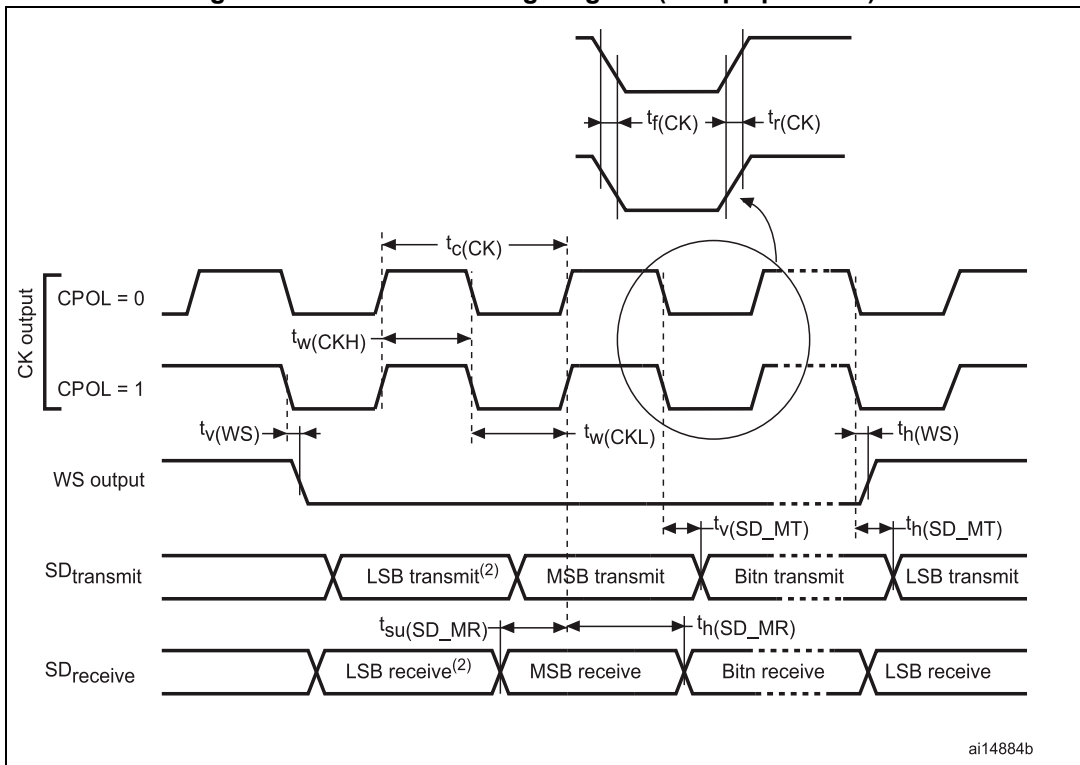 tf(CK)
tr(CK)
tc(CK)
CK output
CPOL = 0
tw(CKH)
CPOL = 1
tv(WS)
tw(CKL)
th(WS)
WS output
tv(SD_MT)
th(SD_MT)
SDtransmit
LSB transmit(2)
MSB transmit
Bitn transmit
LSB transmit
tsu(SD_MR)
th(SD_MR)
SDreceive
LSB receive(2)
MSB receive
Bitn receive
LSB receive
ai14884b